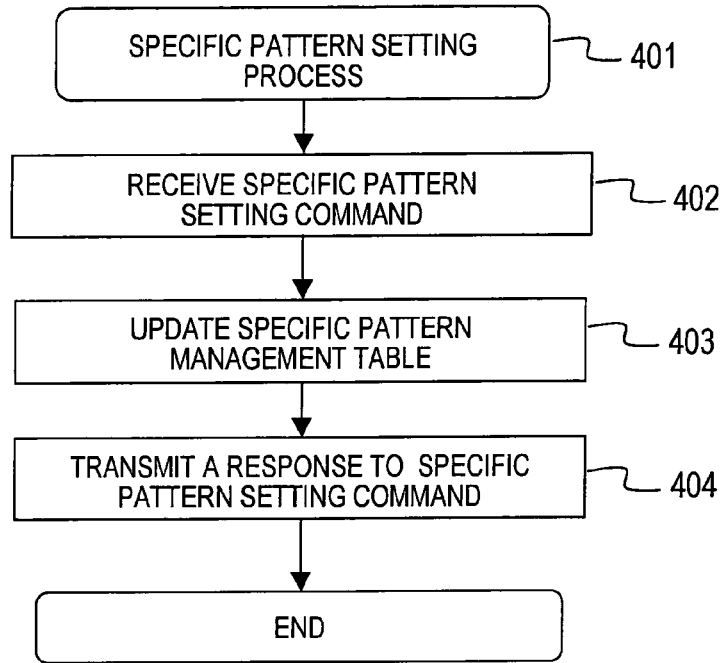 SPECIFIC PATTERN SETTING
PROCESS
401
RECEIVE SPECIFIC PATTERN
SETTING COMMAND
402
UPDATE SPECIFIC PATTERN
MANAGEMENT TABLE
403
TRANSMIT A RESPONSE TO SPECIFIC
PATTERN SETTING COMMAND
404
END